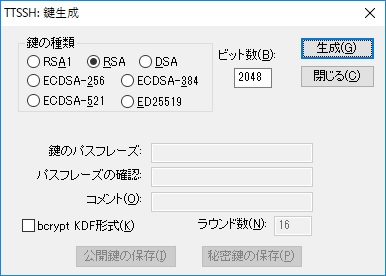 TTSSH: 鍵生成
鍵の種類
RSA1 RSA DSA
ECDSA-256 ECDSA-384
ECDSA-521 ED25519
ビット数(B):
2048
生成(G)
閉じる(C)
鍵のパスフレーズ:
パスフレーズの確認:
コメント(O):
bcrypt KDF形式(K) ラウンド数(N): 16
公開鍵の保存(I) 秘密鍵の保存(P)